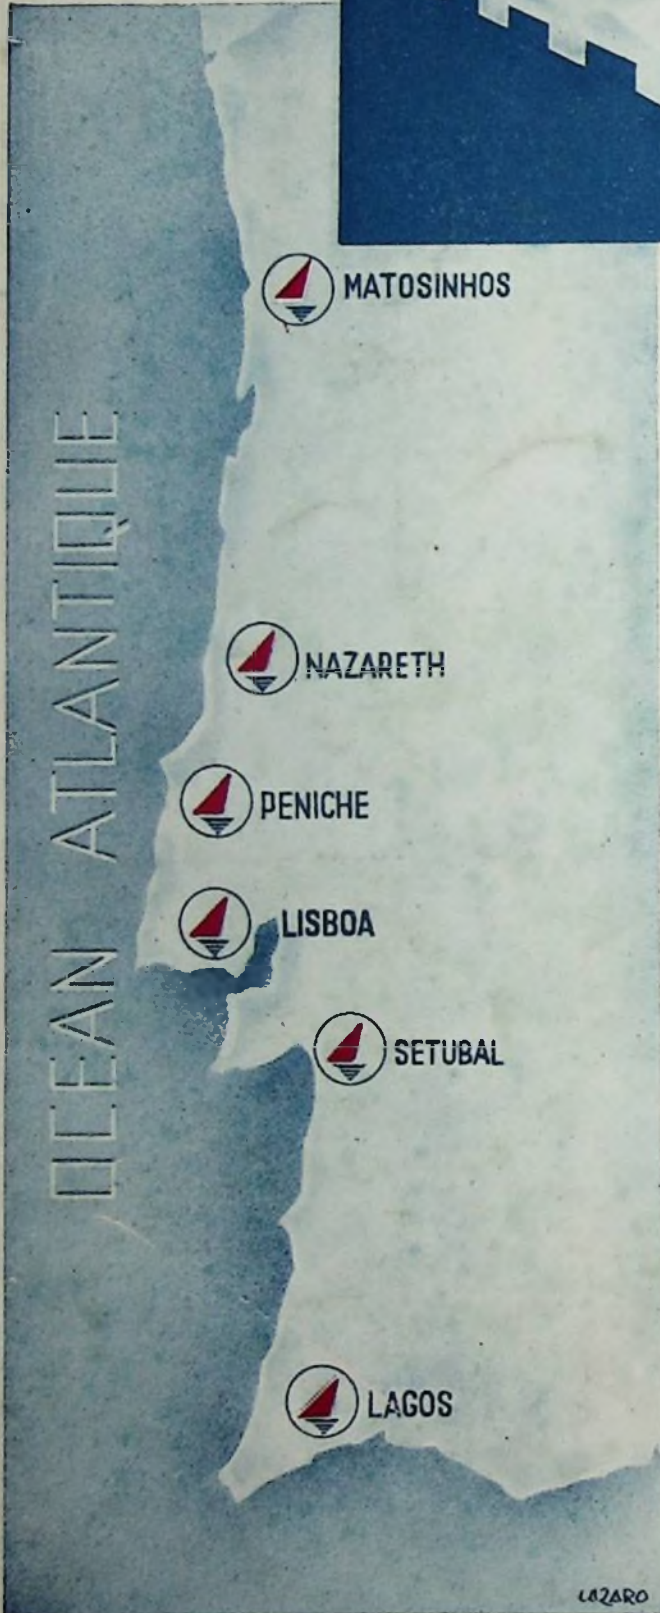 MATOSINHOS
OCEAN ATLANTIQUE
NAZARETH
PENICHE
LISBOA
SETUBAL
LAGOS
LAZARO